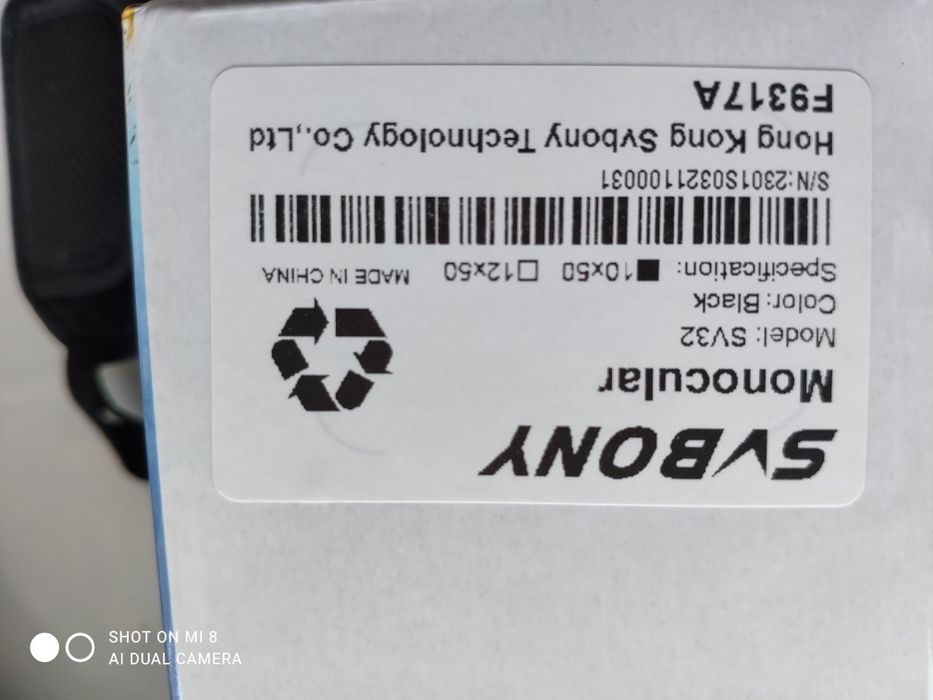 SVBONY
Monocular
Model: SV32
Color: Black
Specification: ■10x50 □12x50 MADE IN CHINA
S/N:2301S0321100031
Hong Kong Svbony Technology Co.,Ltd
F9317A
SHOT ON MI 8
AI DUAL CAMERA